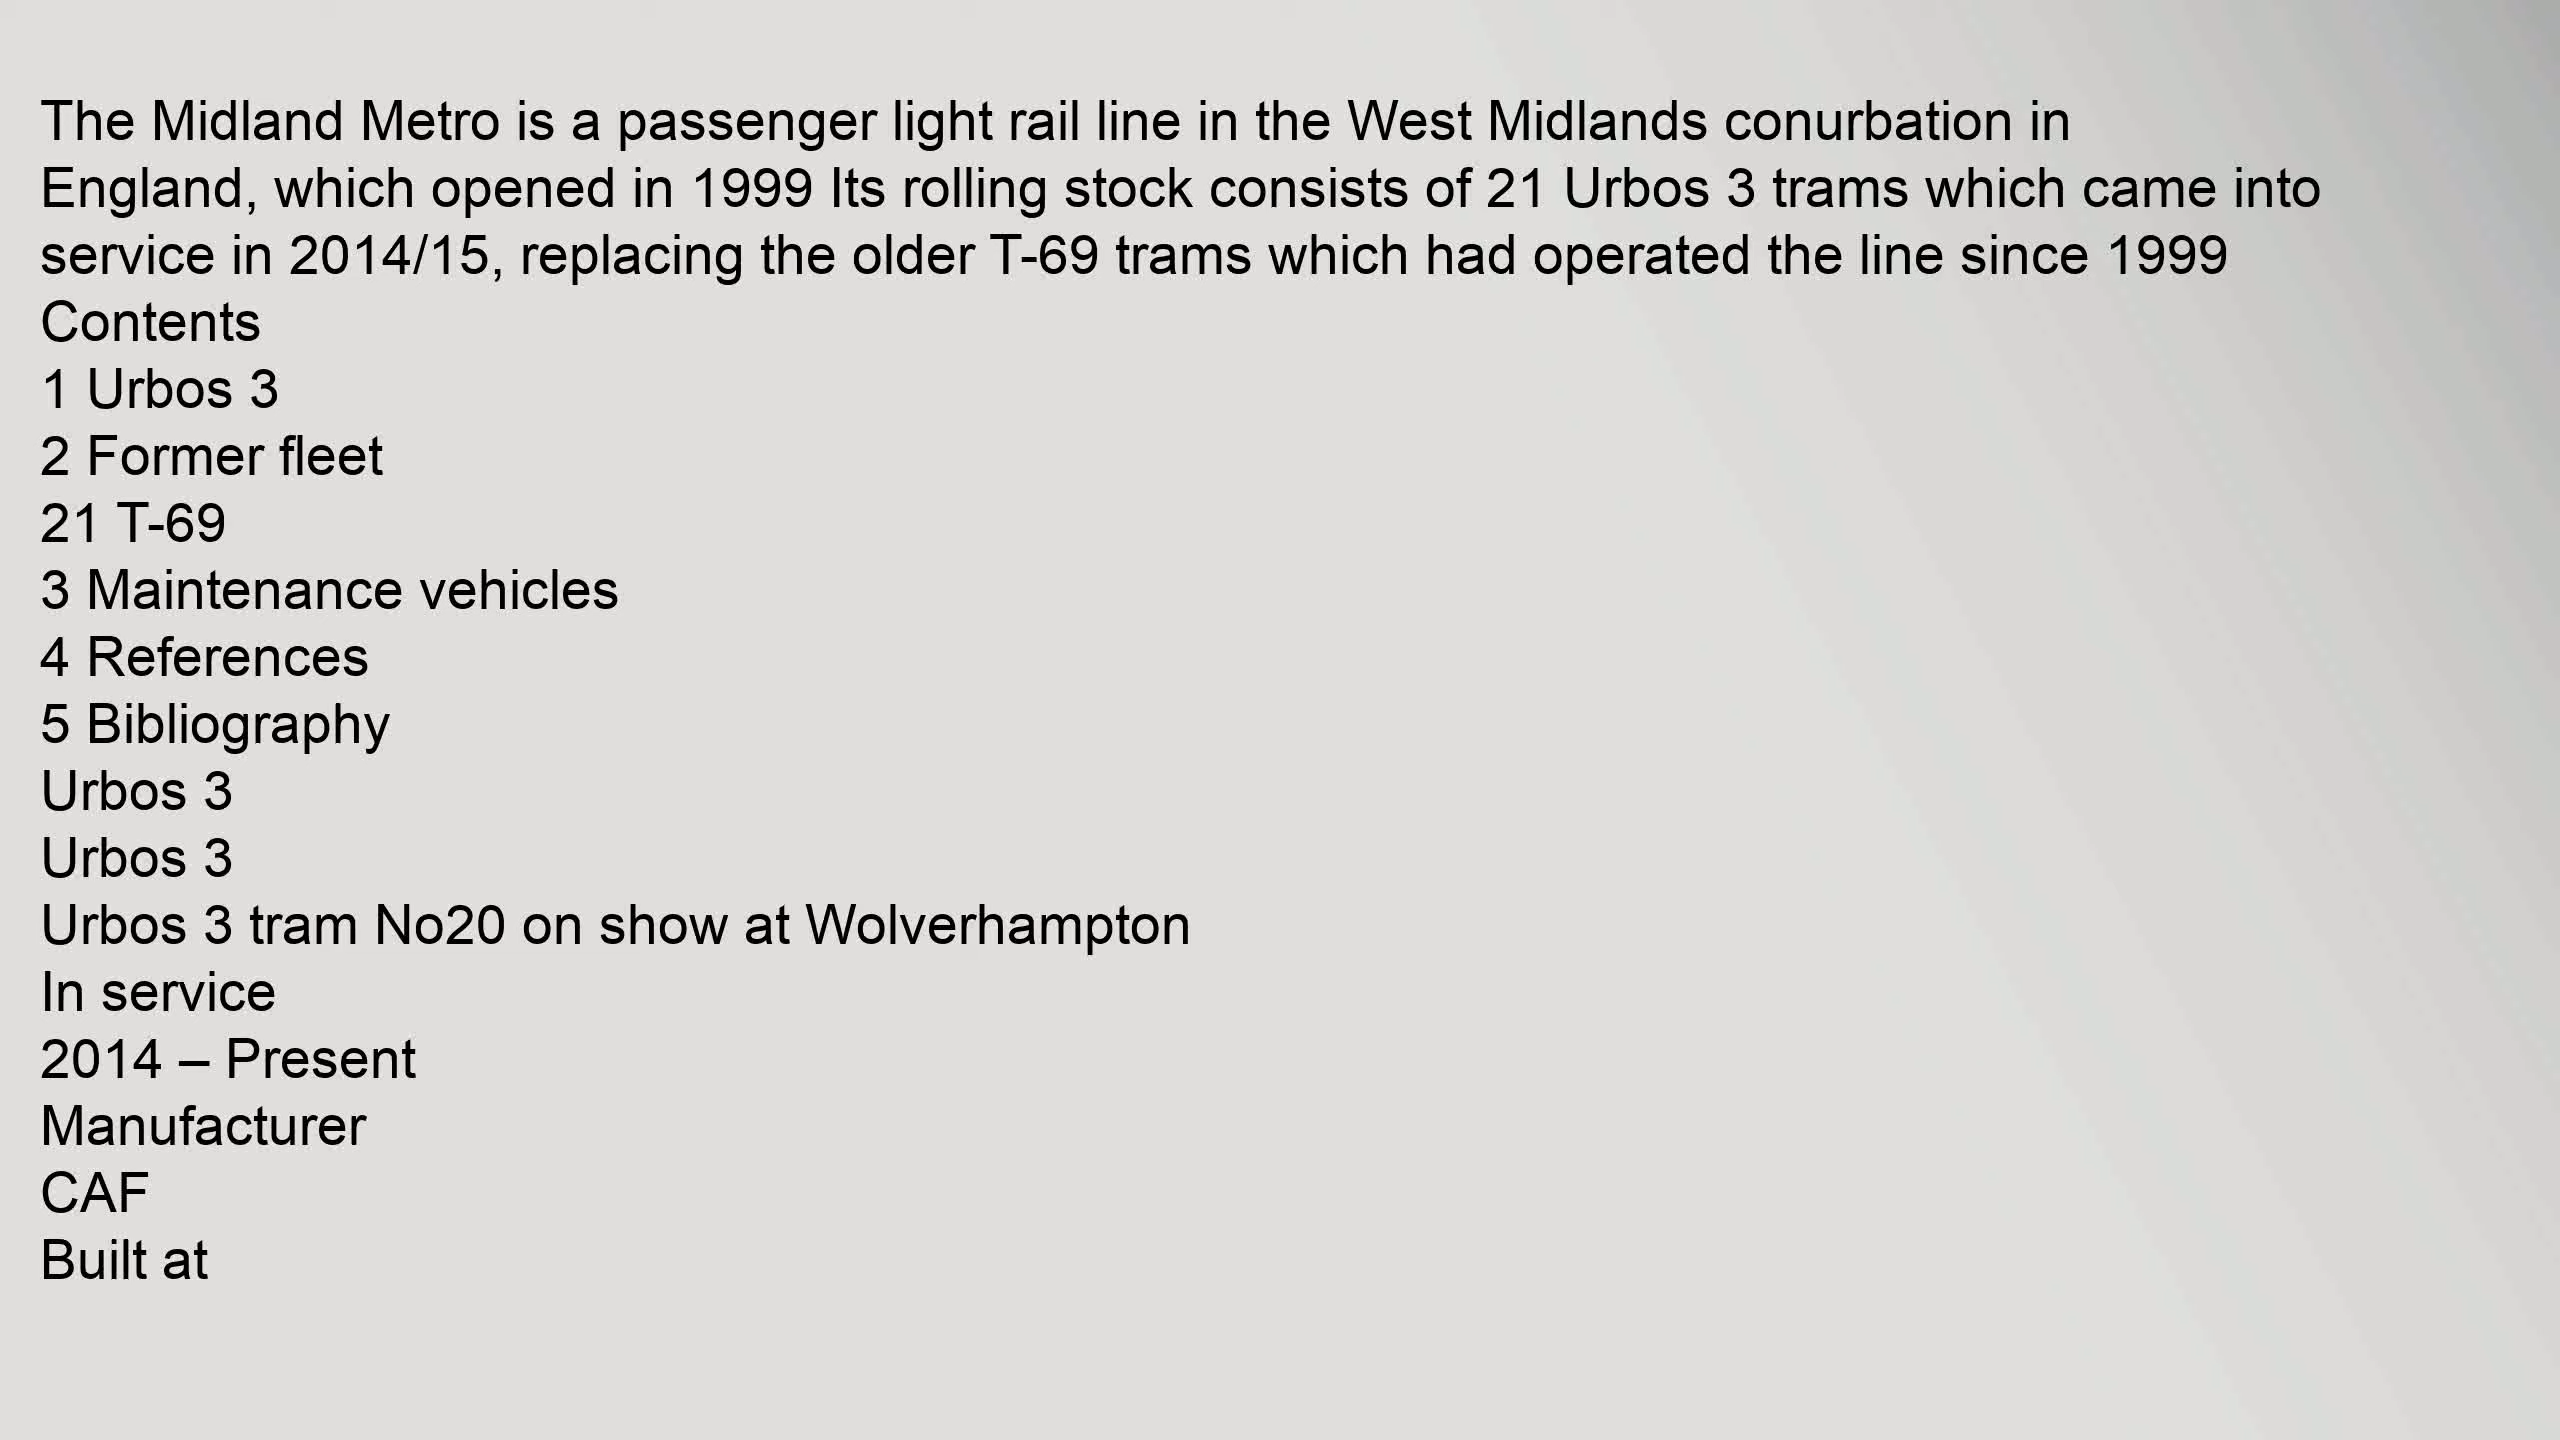 The Midland Metro is a passenger light rail line in the West Midlands conurbation in
England, which opened in 1999 Its rolling stock consists of 21 Urbos 3 trams which came into
service in 2014/15, replacing the older T-69 trams which had operated the line since 1999
Contents
1 Urbos 3
2 Former fleet
21 T-69
3 Maintenance vehicles
4 References
5 Bibliography
Urbos 3
Urbos 3
Urbos 3 tram No20 on show at Wolverhampton
In service
2014 – Present
Manufacturer
CAF
Built at